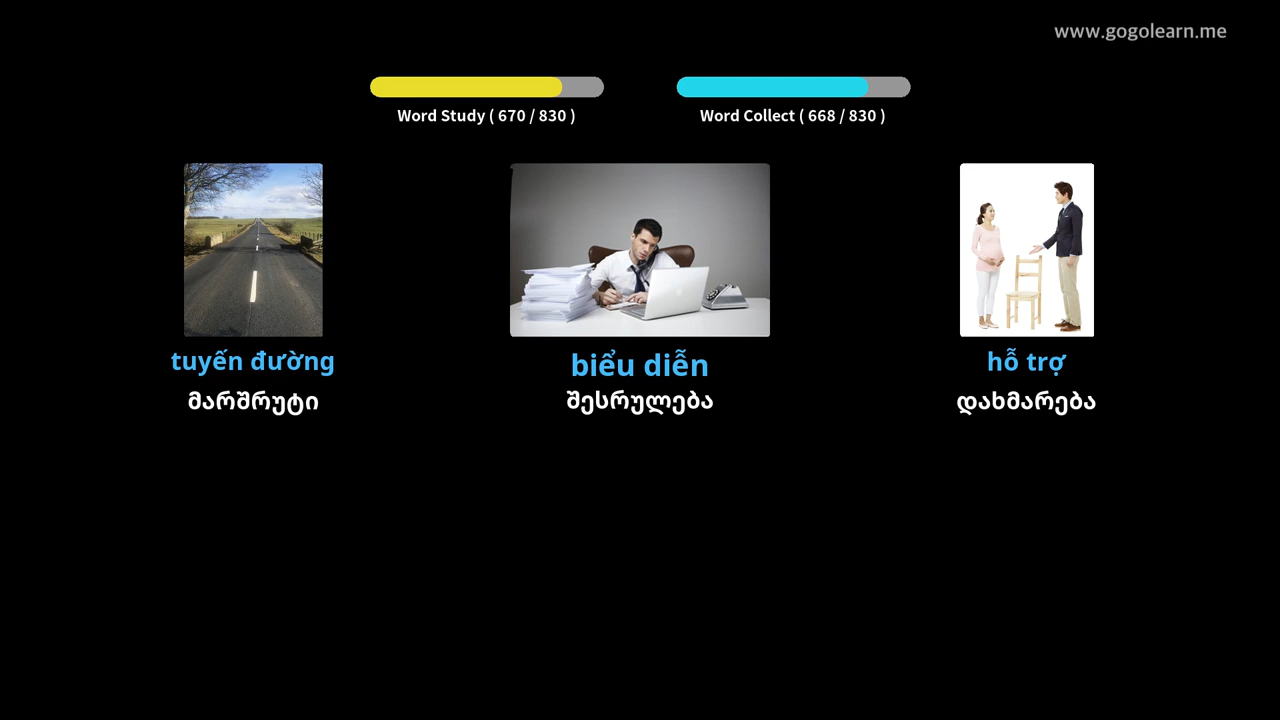 www.gogolearn.me
Word Study ( 670 / 830 )
Word Collect ( 668 / 830 )
tuyến đường
biểu diễn
hỗ trợ
მარშრუტი
შესრულება
დახმარება